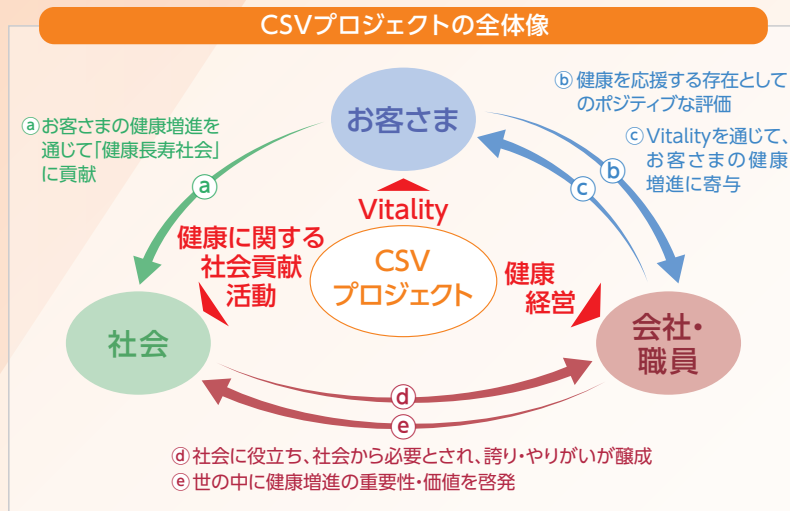 CSVプロジェクトの全体像
ⓐお客さまの健康増進を
通じて「健康長寿社会」
に貢献
ⓑ健康を応援する存在として
のポジティブな評価
ⓒVitalityを通じて、
お客さまの健康
増進に寄与
お客さま
ⓐ
ⓑ
ⓒ
Vitality
健康に関する
社会貢献
活動
CSV
プロジェクト
健康
経営
社会
会社・
職員
ⓓ
ⓔ
ⓓ社会に役立ち、社会から必要とされ、誇り・やりがいが醸成
ⓔ世の中に健康増進の重要性・価値を啓発